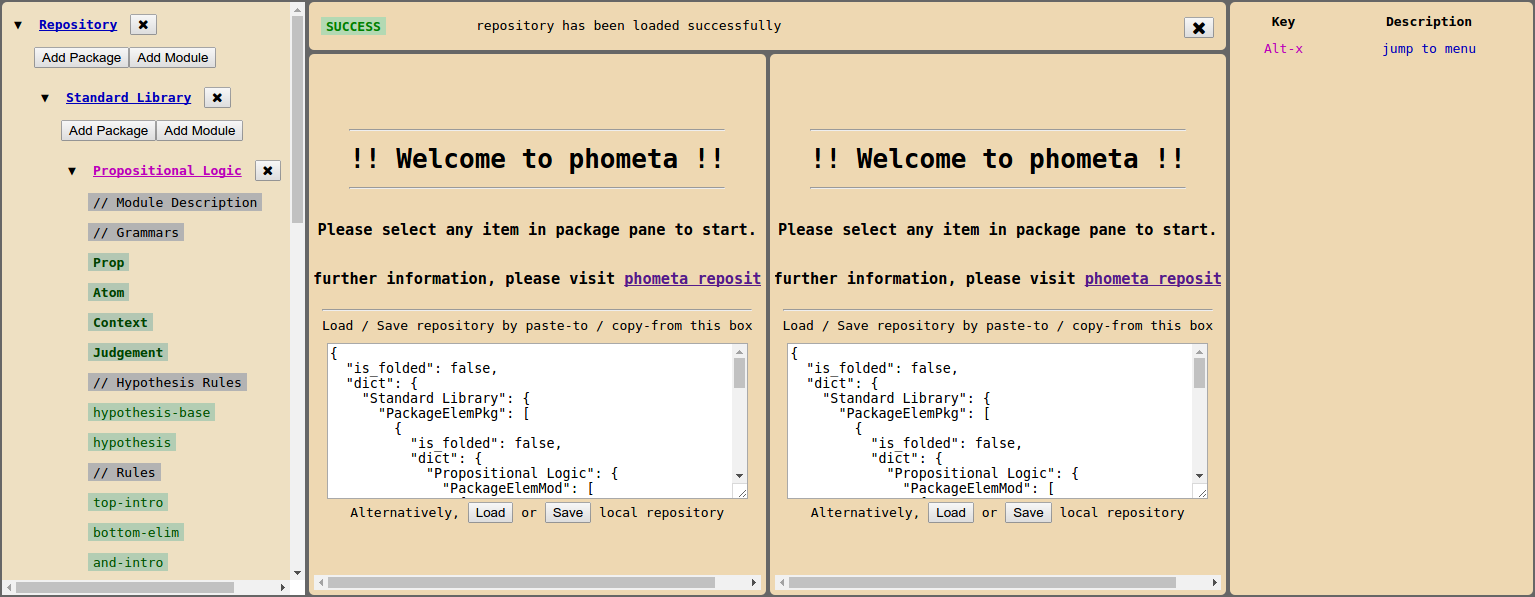 ▼ Repository ✖
Add Package Add Module
▼ Standard Library ✖
Add Package Add Module
▼ Propositional Logic ✖
// Module Description
// Grammars
Prop
Atom
Context
Judgement
// Hypothesis Rules
hypothesis-base
hypothesis
// Rules
top-intro
bottom-elim
and-intro
SUCCESS repository has been loaded successfully ✖
!! Welcome to phometa !!
Please select any item in package pane to start.
further information, please visit phometa reposit
Load / Save repository by paste-to / copy-from this box
{
"is_folded": false,
"dict": {
"Standard Library": {
"PackageElemPkg": [
{
"is_folded": false,
"dict": {
"Propositional Logic": {
"PackageElemMod": [
Alternatively, Load or Save local repository
!! Welcome to phometa !!
Please select any item in package pane to start.
further information, please visit phometa reposit
Load / Save repository by paste-to / copy-from this box
{
"is_folded": false,
"dict": {
"Standard Library": {
"PackageElemPkg": [
{
"is_folded": false,
"dict": {
"Propositional Logic": {
"PackageElemMod": [
Alternatively, Load or Save local repository
Key Description
Alt-x jump to menu